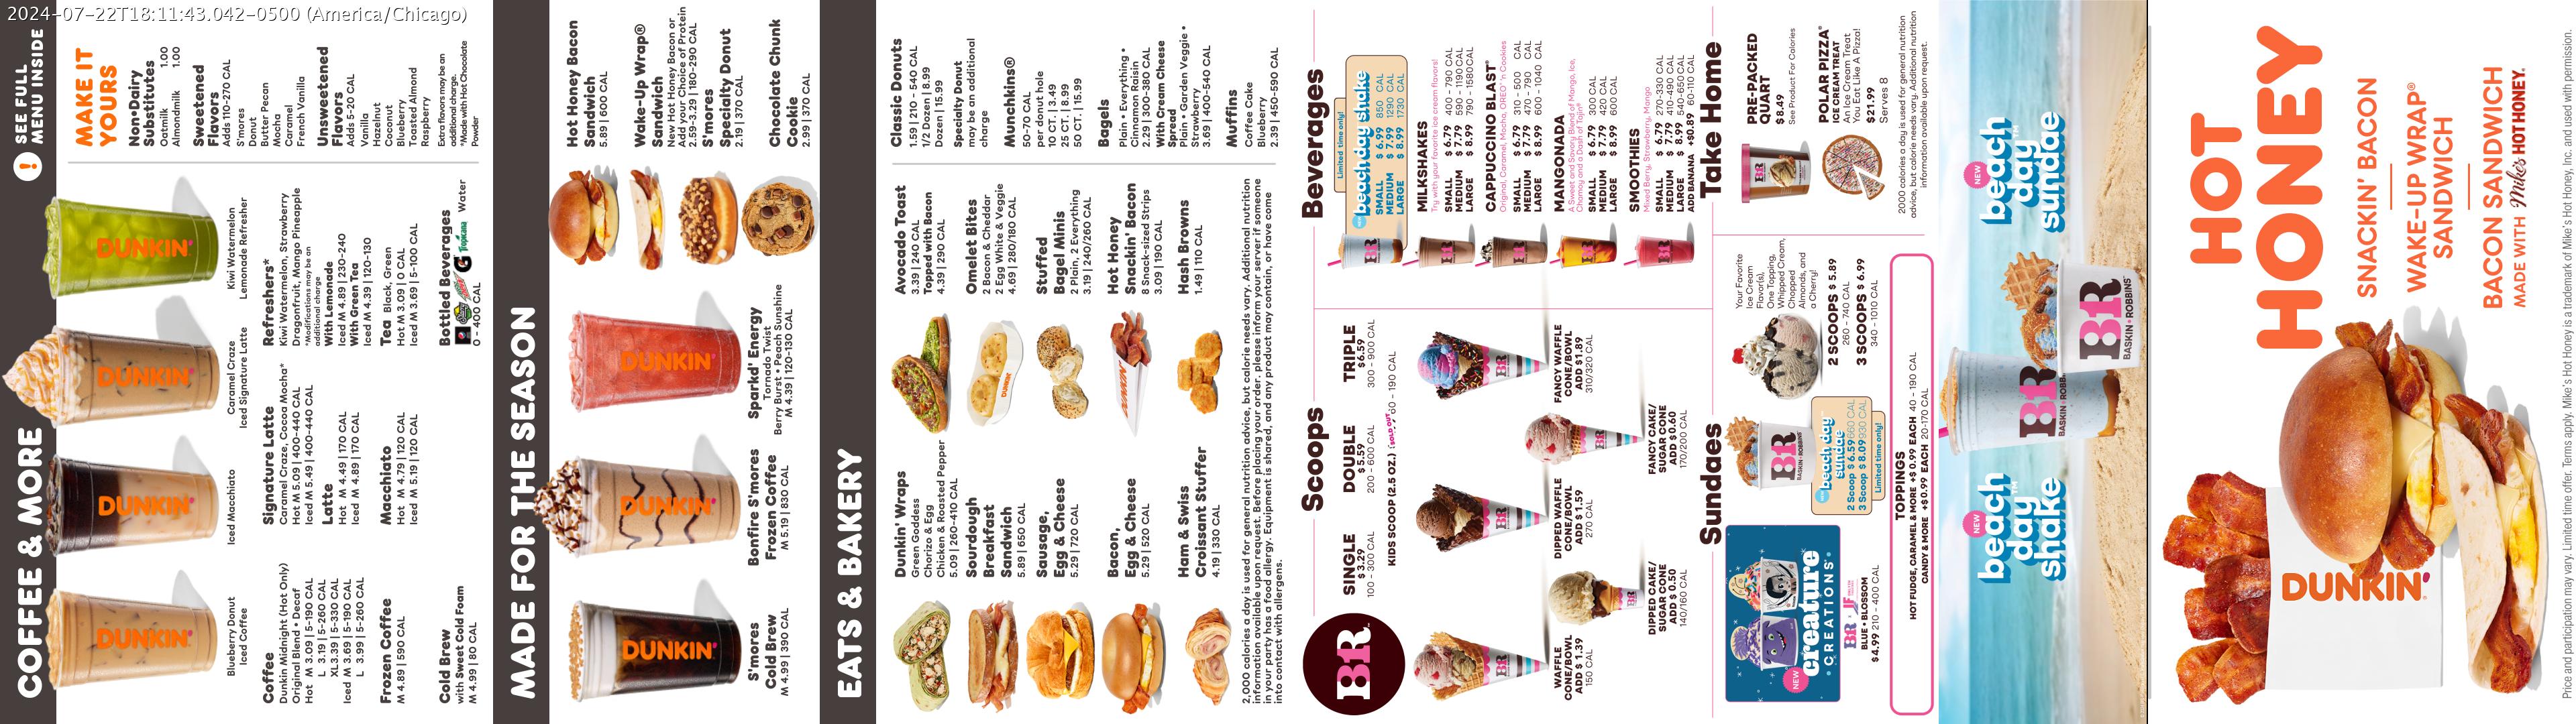 2024-07-22T18:11:43.042-0500 (America/Chicago)
COFFEE & MORE
! SEE FULL
MENU INSIDE
DUNKIN'
DUNKIN'
DUNKIN'
DUNKIN'
Blueberry Donut
Iced Coffee
Iced Macchiato
Caramel Craze
Iced Signature Latte
Kiwi Watermelon
Lemonade Refresher
Coffee
Dunkin Midnight (Hot Only)
Original Blend • Decaf
Hot M 3.09 | 5-190 CAL
L 3.19 | 5-260 CAL
XL 3.39 | 5-330 CAL
Iced M 3.69 | 5-190 CAL
L 3.99 | 5-260 CAL
Frozen Coffee
M 4.89 | 590 CAL
Cold Brew
with Sweet Cold Foam
M 4.99 | 80 CAL
Signature Latte
Caramel Craze, Cocoa Mocha*
Hot M 5.09 | 400-440 CAL
Iced M 5.49 | 400-440 CAL
Latte
Hot M 4.49 | 170 CAL
Iced M 4.89 | 170 CAL
Macchiato
Hot M 4.79 | 120 CAL
Iced M 5.19 | 120 CAL
Refreshers*
Kiwi Watermelon, Strawberry
Dragonfruit, Mango Pineapple
*Modifications may be an
additional charge
With Lemonade
Iced M 4.89 | 230-240
With Green Tea
Iced M 4.39 | 120-130
Tea Black, Green
Hot M 3.09 | 0 CAL
Iced M 3.69 | 5-100 CAL
Bottled Beverages
G Tropicana Water
0 - 400 CAL
MAKE IT
YOURS
Non-Dairy
Substitutes
Oatmilk 1.00
Almondmilk 1.00
Sweetened
Flavors
Adds 110-270 CAL
S'mores
Donut
Butter Pecan
Mocha
Caramel
French Vanilla
Unsweetened
Flavors
Adds 5-20 CAL
Vanilla
Hazelnut
Coconut
Blueberry
Toasted Almond
Raspberry
Extra flavors may be an
additional charge.
*Made with Hot Chocolate
Powder
MADE FOR THE SEASON
DUNKIN'
DUNKIN'
DUNKIN'
S'mores
Cold Brew
M 4.99 | 390 CAL
Bonfire S'mores
Frozen Coffee
M 5.19 | 830 CAL
Sparkd' Energy
Tornado Twist
Berry Burst • Peach Sunshine
M 4.39 | 120-130 CAL
Hot Honey Bacon
Sandwich
5.89 | 600 CAL
Wake-Up Wrap®
Sandwich
New Hot Honey Bacon or
Add your Choice of Protein
2.59-3.29 | 180-290 CAL
S'mores
Specialty Donut
2.19 | 370 CAL
Chocolate Chunk
Cookie
2.99 | 370 CAL
EATS & BAKERY
Dunkin' Wraps
Green Goddess
Chorizo & Egg
Chicken & Roasted Pepper
5.09 | 260-410 CAL
Sourdough
Breakfast
Sandwich
5.89 | 650 CAL
Sausage,
Egg & Cheese
5.29 | 720 CAL
Bacon,
Egg & Cheese
5.29 | 520 CAL
Ham & Swiss
Croissant Stuffer
4.19 | 330 CAL
Avocado Toast
3.39 | 240 CAL
Topped with Bacon
4.39 | 290 CAL
Omelet Bites
2 Bacon & Cheddar
2 Egg White & Veggie
4.69 | 280/180 CAL
Stuffed
Bagel Minis
2 Plain, 2 Everything
3.19 | 240/260 CAL
Hot Honey
Snackin' Bacon
8 Snack-sized Strips
3.09 | 190 CAL
Hash Browns
1.49 | 110 CAL
Classic Donuts
1.59 | 210 - 540 CAL
1/2 Dozen | 8.99
Dozen | 15.99
Specialty Donut
may be an additional
charge
Munchkins®
50-70 CAL
per donut hole
10 CT. | 3.49
25 CT. | 8.99
50 CT. | 15.99
Bagels
Plain • Everything •
Cinnamon Raisin
2.29 | 300-380 CAL
With Cream Cheese
Spread
Plain • Garden Veggie •
Strawberry
3.69 | 400-540 CAL
Muffins
Coffee Cake
Blueberry
2.39 | 450-590 CAL
2,000 calories a day is used for general nutrition advice, but calorie needs vary. Additional nutrition
information available upon request. Before placing your order, please inform your server if someone
in your party has a food allergy. Equipment is shared, and any product may contain, or have come
into contact with allergens.
BR
Scoops
SINGLE
$3.29
100 - 300 CAL
DOUBLE
$5.59
200 - 600 CAL
TRIPLE
$6.59
300 - 900 CAL
KIDS SCOOP (2.5 OZ.) SOLD OUT 60 - 190 CAL
WAFFLE
CONE/BOWL
ADD $1.39
150 CAL
DIPPED CAKE/
SUGAR CONE
ADD $0.50
140/160 CAL
DIPPED WAFFLE
CONE/BOWL
ADD $1.59
270 CAL
FANCY CAKE/
SUGAR CONE
ADD $0.60
170/200 CAL
FANCY WAFFLE
CONE/BOWL
ADD $1.89
310/320 CAL
Beverages
Limited time only!
beach day shake
SMALL $6.99 850 CAL
MEDIUM $7.99 1290 CAL
LARGE $8.99 1730 CAL
MILKSHAKES
Try with your favorite ice cream flavors!
SMALL $6.79 400 - 790 CAL
MEDIUM $7.79 590 - 1190 CAL
LARGE $8.99 790 - 1580 CAL
CAPPUCCINO BLAST®
Original, Caramel, Mocha, OREO® 'n Cookies
SMALL $6.79 310 - 500 CAL
MEDIUM $7.79 470 - 790 CAL
LARGE $8.99 600 - 1040 CAL
MANGONADA
A Sweet and Savory Blend of Mango, Ice,
Chamoy and a Dash of Tajín®
SMALL $6.79 300 CAL
MEDIUM $7.79 420 CAL
LARGE $8.99 600 CAL
SMOOTHIES
Mixed Berry, Strawberry, Mango
SMALL $6.79 270-330 CAL
MEDIUM $7.79 410-490 CAL
LARGE $8.99 540-650 CAL
ADD BANANA +$0.89 60-110 CAL
Sundaes
NEW
creature
CREATIONS®
BR
BLUE • BLOSSOM
$4.99 210 - 400 CAL
BR
BASKIN-ROBBINS
beach day
sundae
2 Scoop $6.59 660 CAL
3 Scoop $8.09 930 CAL
Limited time only!
Your Favorite
Ice Cream
Flavor(s),
One Topping,
Whipped Cream,
Chopped
Almonds, and
a Cherry!
2 SCOOPS $5.89
260 - 740 CAL
3 SCOOPS $6.99
340 - 1010 CAL
TOPPINGS
HOT FUDGE, CARAMEL & MORE +$0.99 EACH 40 - 190 CAL
CANDY & MORE +$0.99 EACH 20-170 CAL
Take Home
PRE-PACKED
QUART
$8.49
See Product For Calories
POLAR PIZZA®
ICE CREAM TREAT
An Ice Cream Treat
You Eat Like A Pizza!
$21.99
Serves 8
2000 calories a day is used for general nutrition
advice, but calorie needs vary. Additional nutrition
information available upon request.
NEW
beach
day™
shake
BR
BASKIN-ROBBINS
BR
BASKIN-ROBBINS
NEW
beach
day™
sundae
DUNKIN'
HOT
HONEY
SNACKIN' BACON
WAKE-UP WRAP®
SANDWICH
BACON SANDWICH
MADE WITH Mike's HOT HONEY.
Price and participation may vary. Limited time offer. Terms apply. Mike's Hot Honey is a trademark of Mike's Hot Honey, Inc. and used with permission.